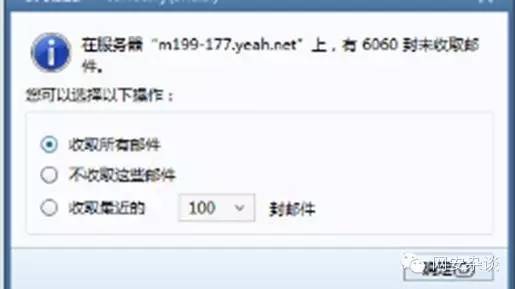 在服务器“m199-177.yeah.net”上，有 6060 封未收取邮
件。
您可以选择以下操作：
收取所有邮件
不收取这些邮件
收取最近的 100 封邮件
网安杂谈